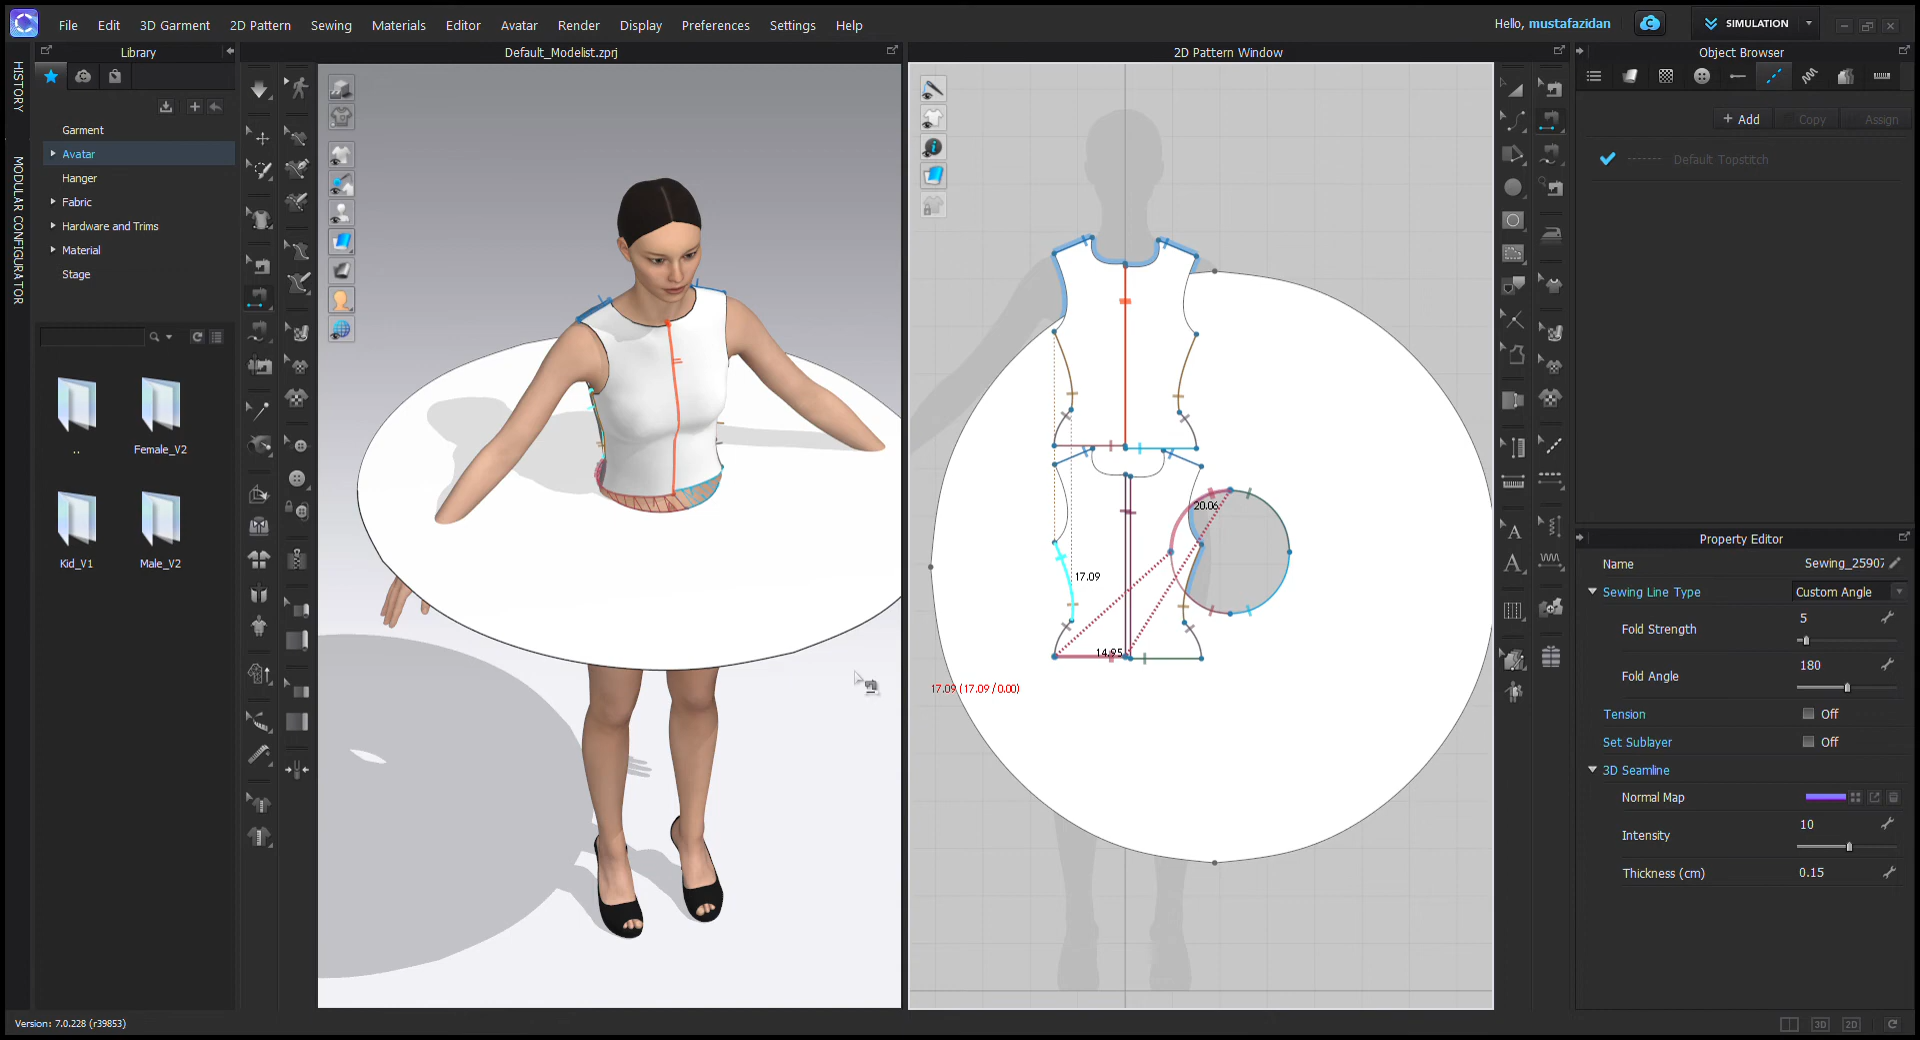 File Edit 3D Garment 2D Pattern Sewing Materials Editor Avatar Render Display Preferences Settings Help
Hello, mustafazidan
SIMULATION
Library
Default_Modelist.zprj
2D Pattern Window
Object Browser
HISTORY
MODULAR CONFIGURATOR
Garment
Avatar
Hanger
Fabric
Hardware and Trims
Material
Stage
..
Female_V2
Kid_V1
Male_V2
20.06
17.09
14.95
17.09 (17.09 / 0.00)
+ Add
Copy
Assign
Default Topstitch
Property Editor
Name Sewing_25907
Sewing Line Type Custom Angle
Fold Strength 5
Fold Angle 180
Tension Off
Set Sublayer Off
3D Seamline
Normal Map
Intensity 10
Thickness (cm) 0.15
Version: 7.0.228 (r39853)
3D
2D